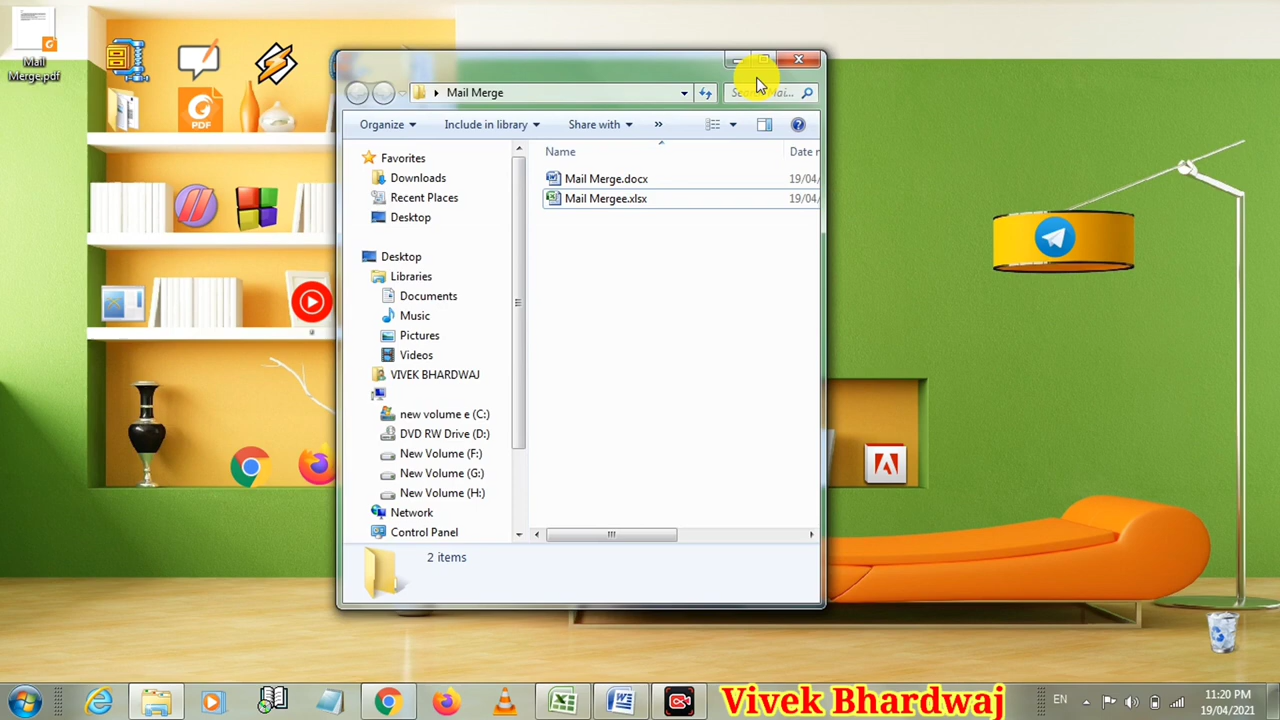 Mail
Merge.pdf
PDF
Mail Merge
Organize
Include in library
Share with
»
Name
Date
Favorites
Downloads
Recent Places
Desktop
Mail Merge.docx
19/04/
Mail Mergee.xlsx
19/04/
Desktop
Libraries
Documents
Music
Pictures
Videos
VIVEK BHARDWAJ
new volume e (C:)
DVD RW Drive (D:)
New Volume (F:)
New Volume (G:)
New Volume (H:)
Network
Control Panel
2 items
Vivek Bhardwaj
EN
11:20 PM
19/04/2021